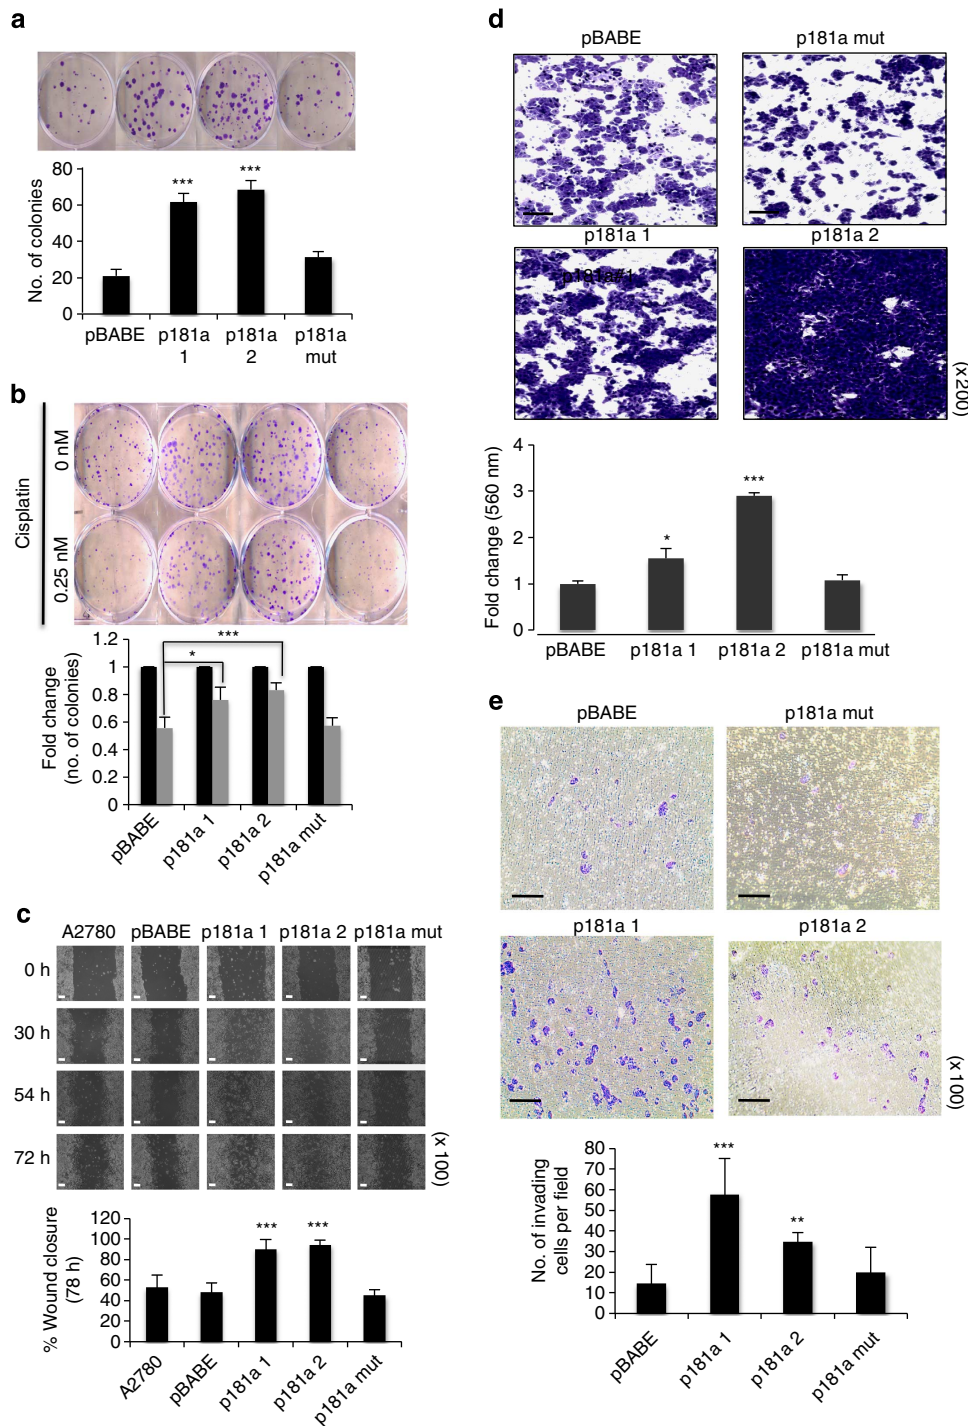 a
No. of colonies
80
60
40
20
0
***
***
pBABE
p181a
1
p181a
2
p181a
mut
b
Cisplatin
0 nM
0.25 nM
Fold change
(no. of colonies)
1.2
1
0.8
0.6
0.4
0.2
0
***
*
pBABE
p181a 1
p181a 2
p181a mut
c
A2780 pBABE p181a 1 p181a 2 p181a mut
0 h
30 h
54 h
72 h
(x 100)
% Wound closure
(78 h)
120
100
80
60
40
20
0
***
***
A2780
pBABE
p181a 1
p181a 2
p181a mut
d
pBABE
p181a mut
p181a 1
p181a 2
p181a#1
(x200)
Fold change (560 nm)
4
3
2
1
0
*
***
pBABE
p181a 1
p181a 2
p181a mut
e
pBABE
p181a mut
p181a 1
p181a 2
(x 100)
No. of invading
cells per field
80
70
60
50
40
30
20
10
0
***
**
pBABE
p181a 1
p181a 2
p181a mut